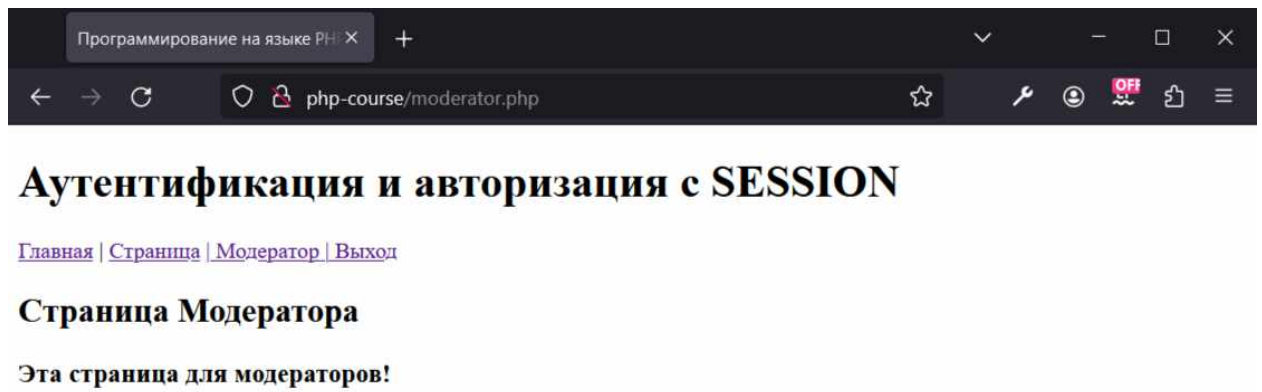 Программирование на языке PH
php-course/moderator.php
OFF
Аутентификация и авторизация с SESSION
Главная | Страница | Модератор | Выход
Страница Модератора
Эта страница для модераторов!